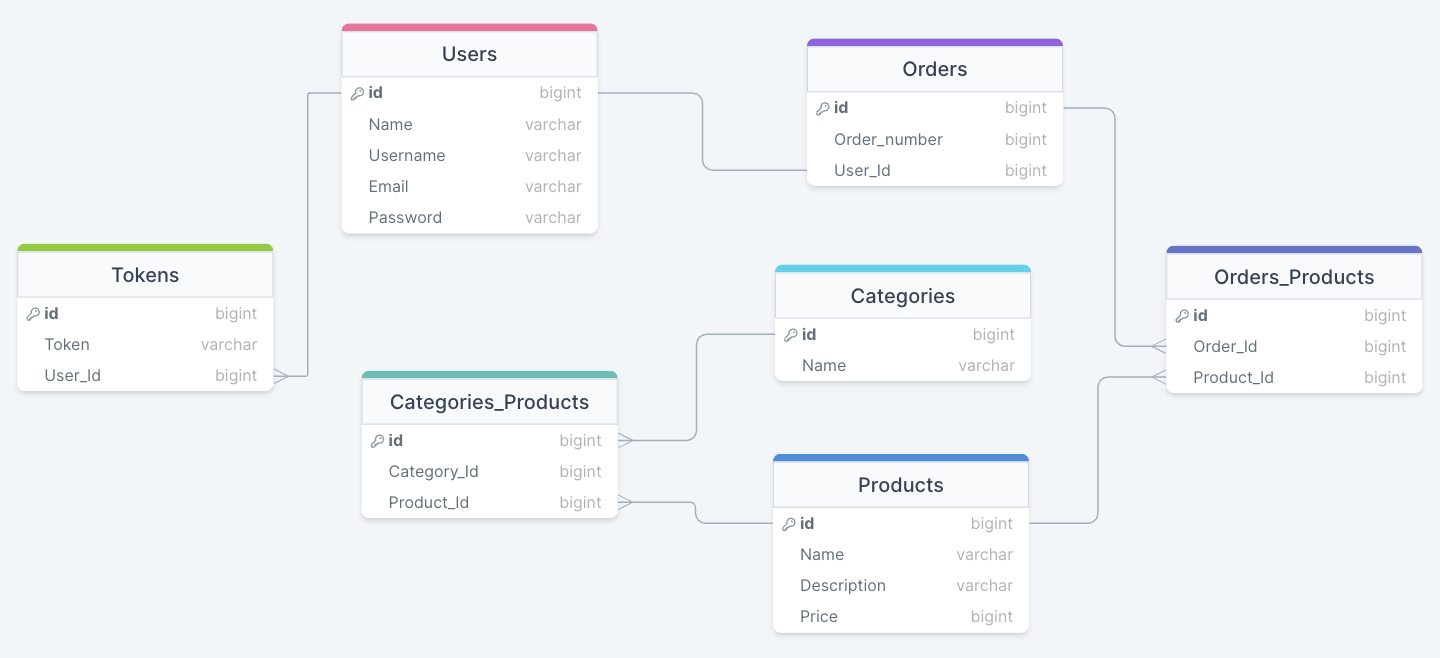 Users
id bigint
Name varchar
Username varchar
Email varchar
Password varchar
Orders
id bigint
Order_number bigint
User_Id bigint
Tokens
id bigint
Token varchar
User_Id bigint
Categories
id bigint
Name varchar
Orders_Products
id bigint
Order_Id bigint
Product_Id bigint
Categories_Products
id bigint
Category_Id bigint
Product_Id bigint
Products
id bigint
Name varchar
Description varchar
Price bigint